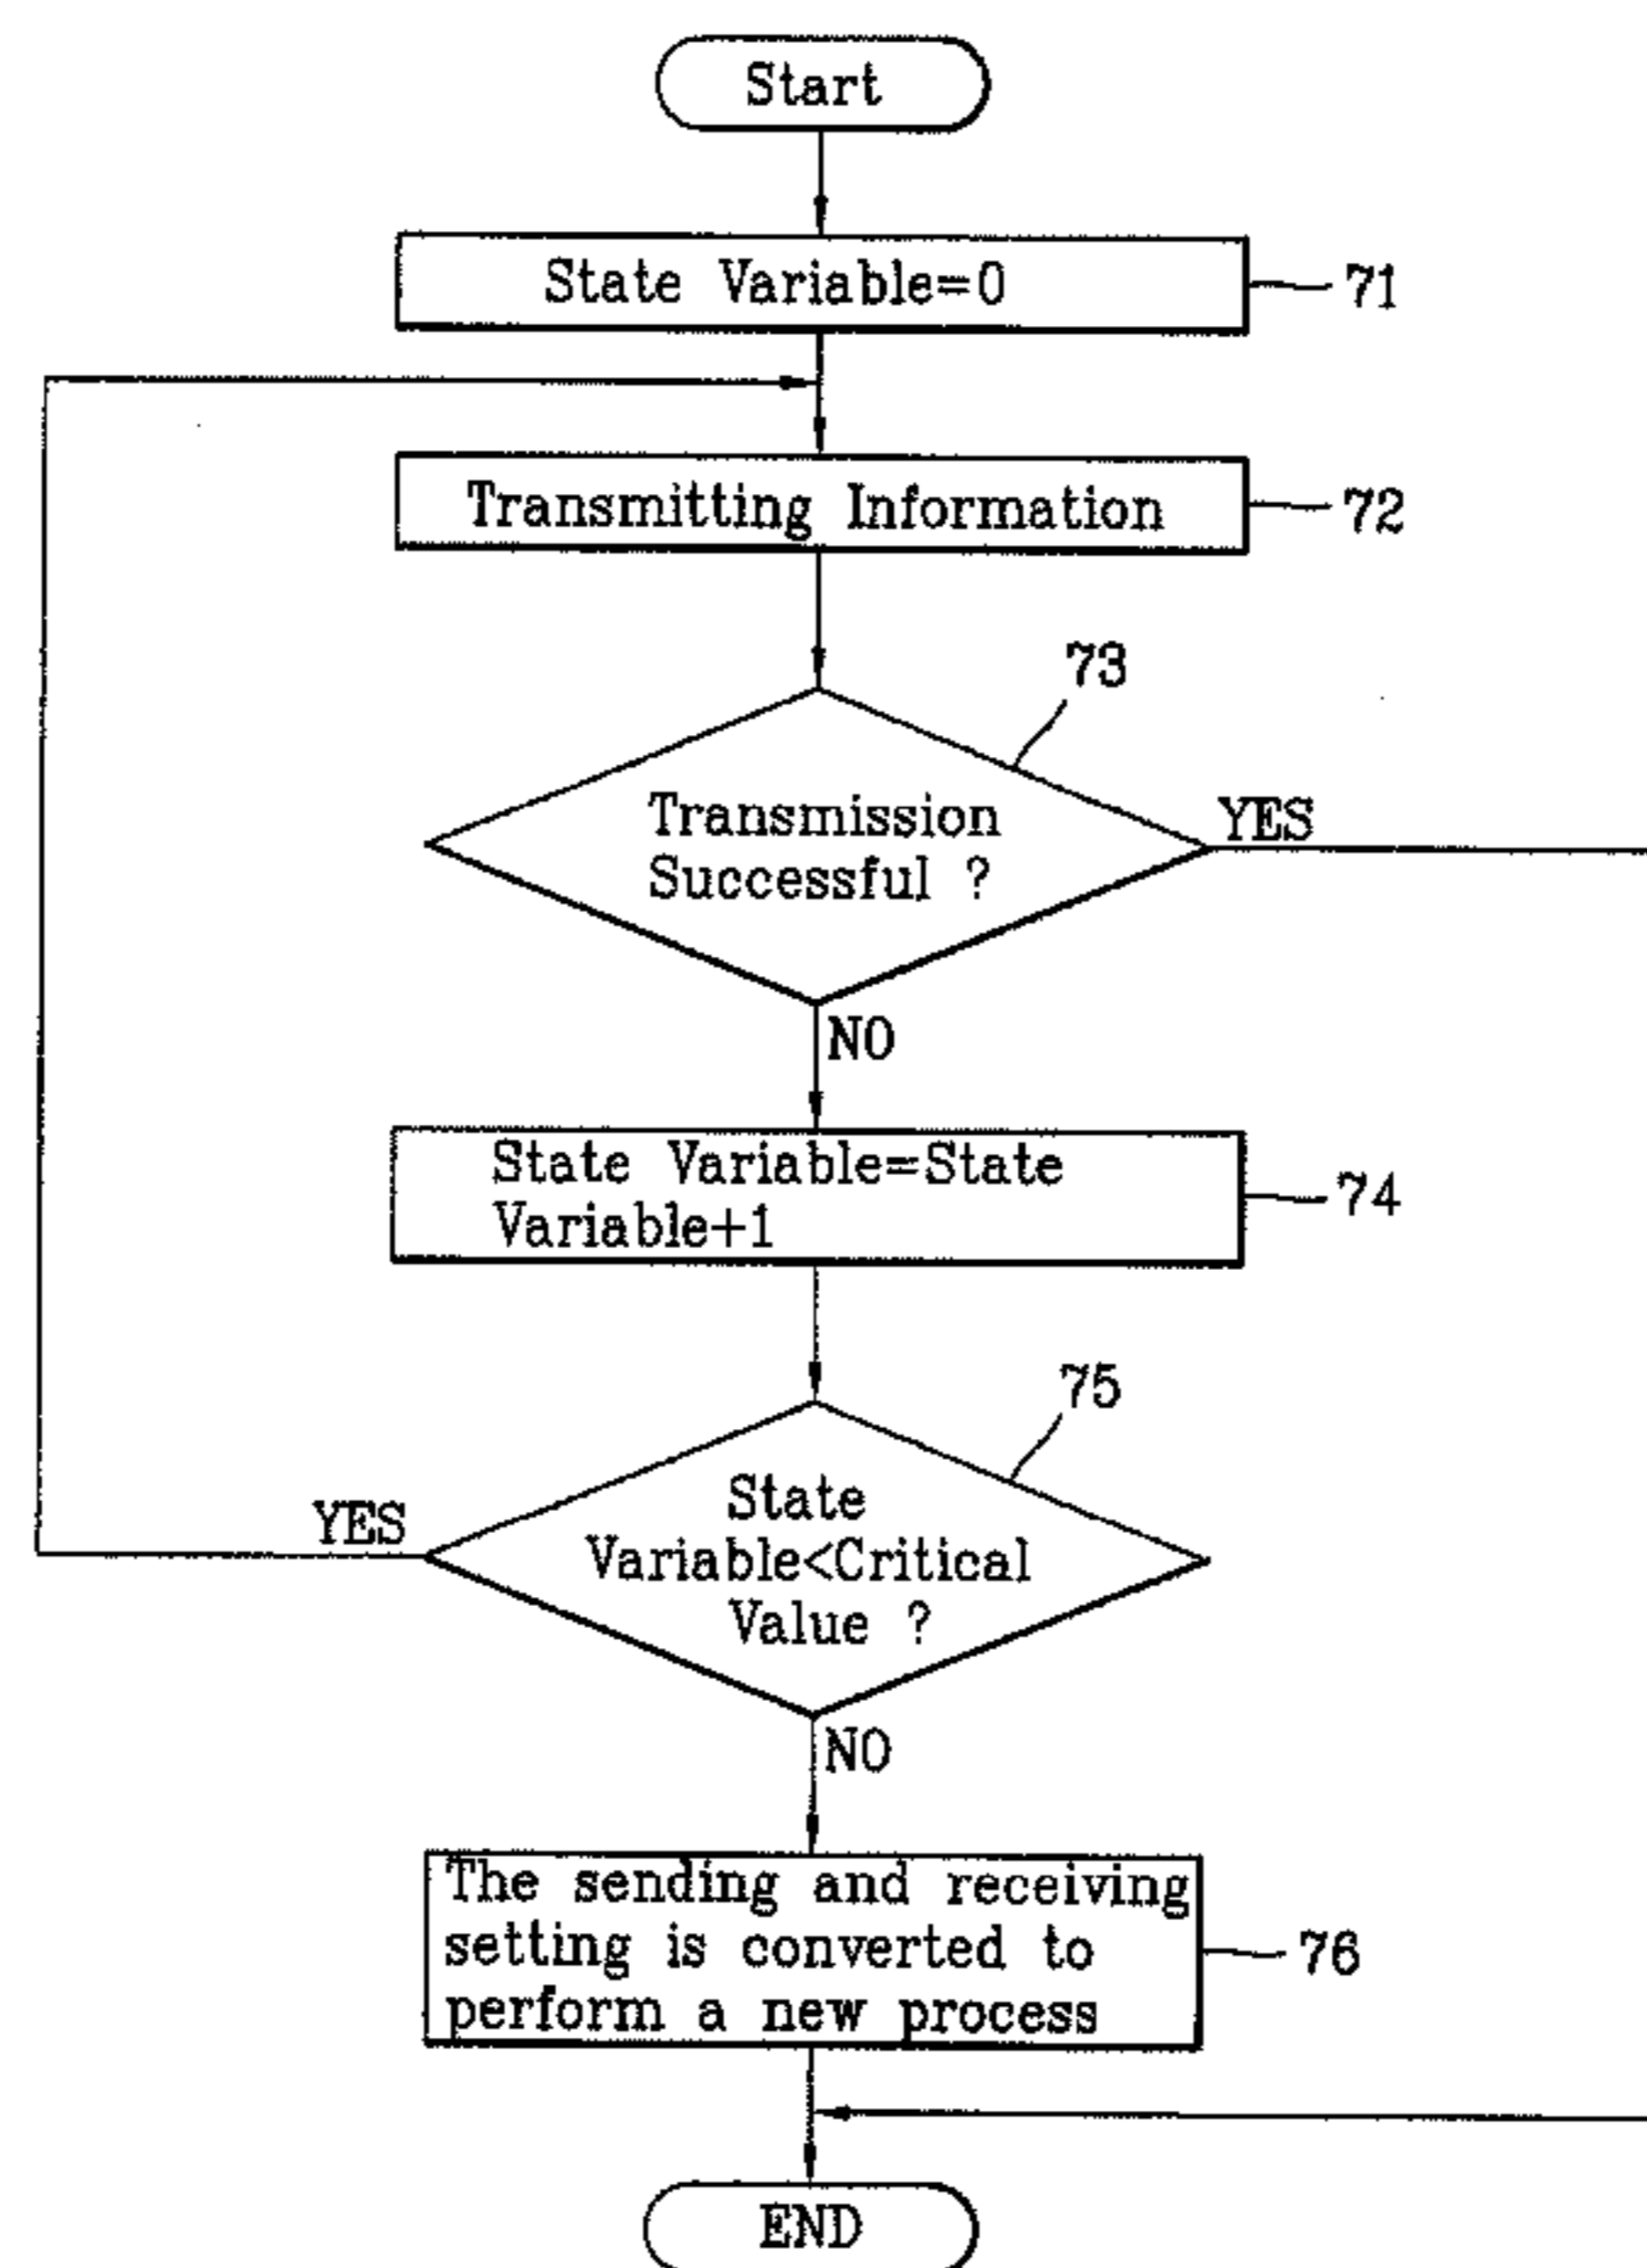 Start
State Variable=0
71
Transmitting Information
72
73
Transmission
Successful ?
YES
NO
State Variable=State
Variable+1
74
75
State
Variable<Critical
Value ?
YES
NO
The sending and receiving
setting is converted to
perform a new process
76
END